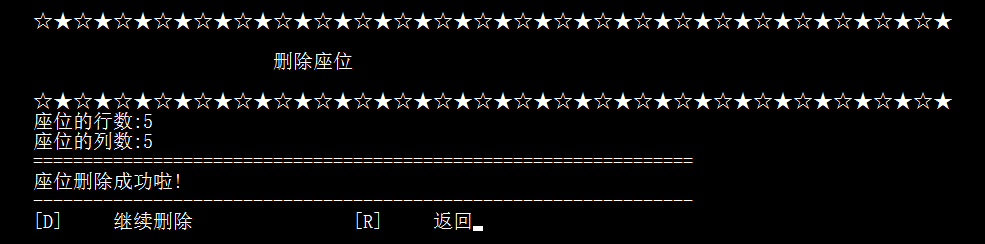 ☆★☆★☆★☆★☆★☆★☆★☆★☆★☆★☆★☆★☆★☆★☆★☆★☆★☆★☆★☆★☆★☆★☆★
删除座位
☆★☆★☆★☆★☆★☆★☆★☆★☆★☆★☆★☆★☆★☆★☆★☆★☆★☆★☆★☆★☆★☆★☆★
座位的行数:5
座位的列数:5
==================================================================
座位删除成功啦!
------------------------------------------------------------------
[D] 继续删除 [R] 返回